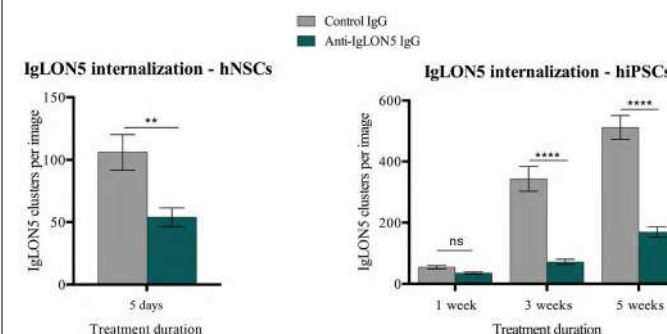 Control IgG
Anti-IgLON5 IgG
IgLON5 internalization - hNSCs
IgLON5 clusters per image
150
100
50
0
**
5 days
Treatment duration
IgLON5 internalization - hiPSCs
IgLON5 clusters per image
600
400
200
0
ns
****
****
1 week
3 weeks
5 weeks
Treatment duration